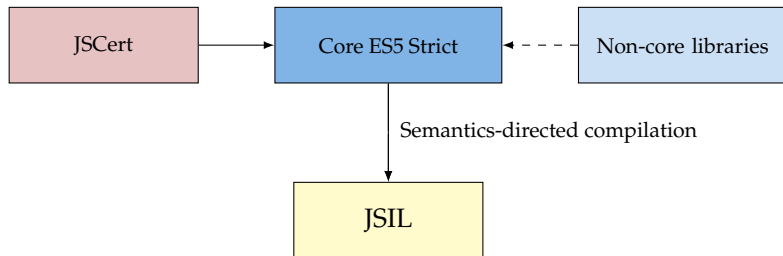 JSCert
Core ES5 Strict
Non-core libraries
Semantics-directed compilation
JSIL